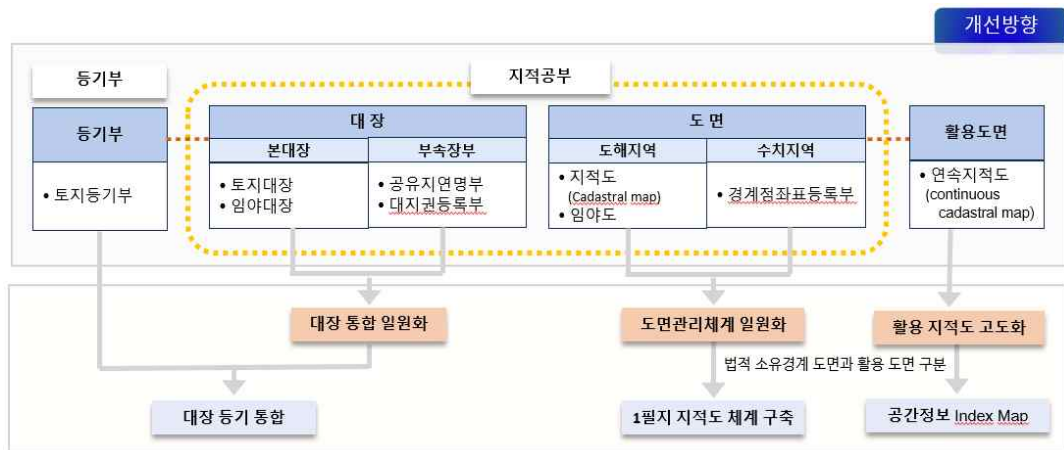 개선방향
등기부
지적공부
등기부
• 토지등기부
대 장
본대장
부속장부
• 토지대장
• 임야대장
• 공유지연명부
• 대지권등록부
도 면
도해지역
수치지역
• 지적도
(Cadastral map)
• 임야도
• 경계점좌표등록부
활용도면
• 연속지적도
(continuous
cadastral map)
대장 통합 일원화
도면관리체계 일원화
활용 지적도 고도화
법적 소유경계 도면과 활용 도면 구분
대장 등기 통합
1필지 지적도 체계 구축
공간정보 Index Map